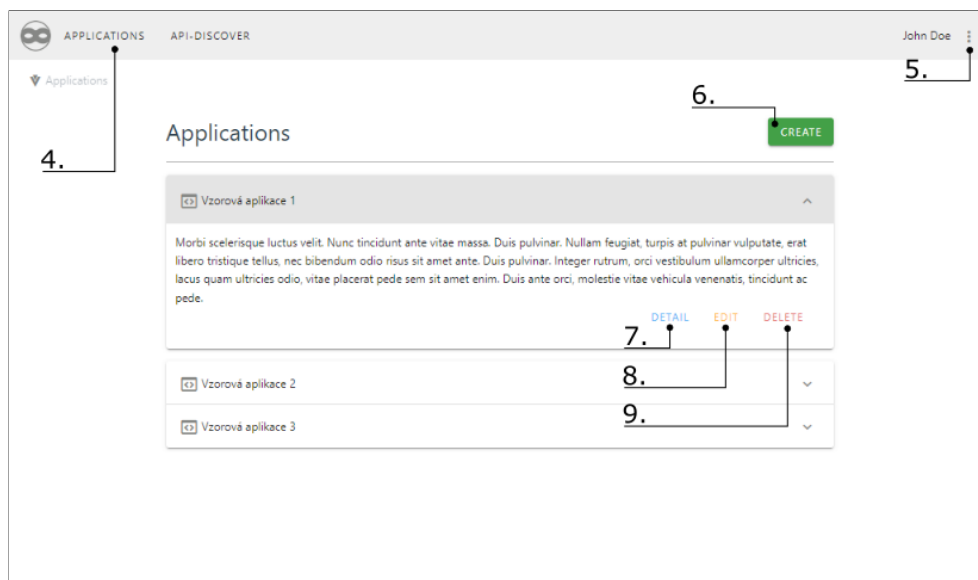 APPLICATIONS API-DISCOVER John Doe
5.
Applications
6.
Applications CREATE
4.
Vzorová aplikace 1
Morbi scelerisque luctus velit. Nunc tincidunt ante vitae massa. Duis pulvinar. Nullam feugiat, turpis at pulvinar vulputate, erat
libero tristique tellus, nec bibendum odio risus sit amet ante. Duis pulvinar. Integer rutrum, orci vestibulum ullamcorper ultricies,
lacus quam ultricies odio, vitae placerat pede sem sit amet enim. Duis ante orci, molestie vitae vehicula venenatis, tincidunt ac
pede.
DETAIL EDIT DELETE
7.
8.
Vzorová aplikace 2
9.
Vzorová aplikace 3